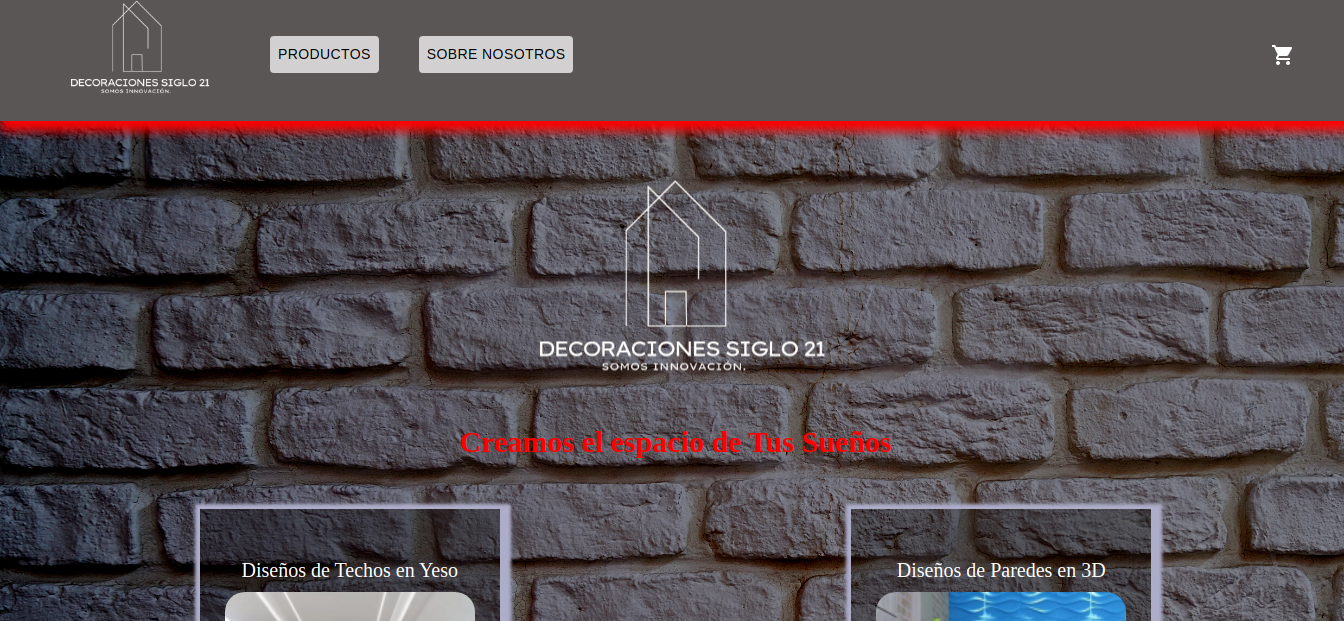 DECORACIONES SIGLO 21
SOMOS INNOVACIÓN.
PRODUCTOS
SOBRE NOSOTROS
DECORACIONES SIGLO 21
SOMOS INNOVACIÓN.
Creamos el espacio de Tus Sueños
Diseños de Techos en Yeso
Diseños de Paredes en 3D